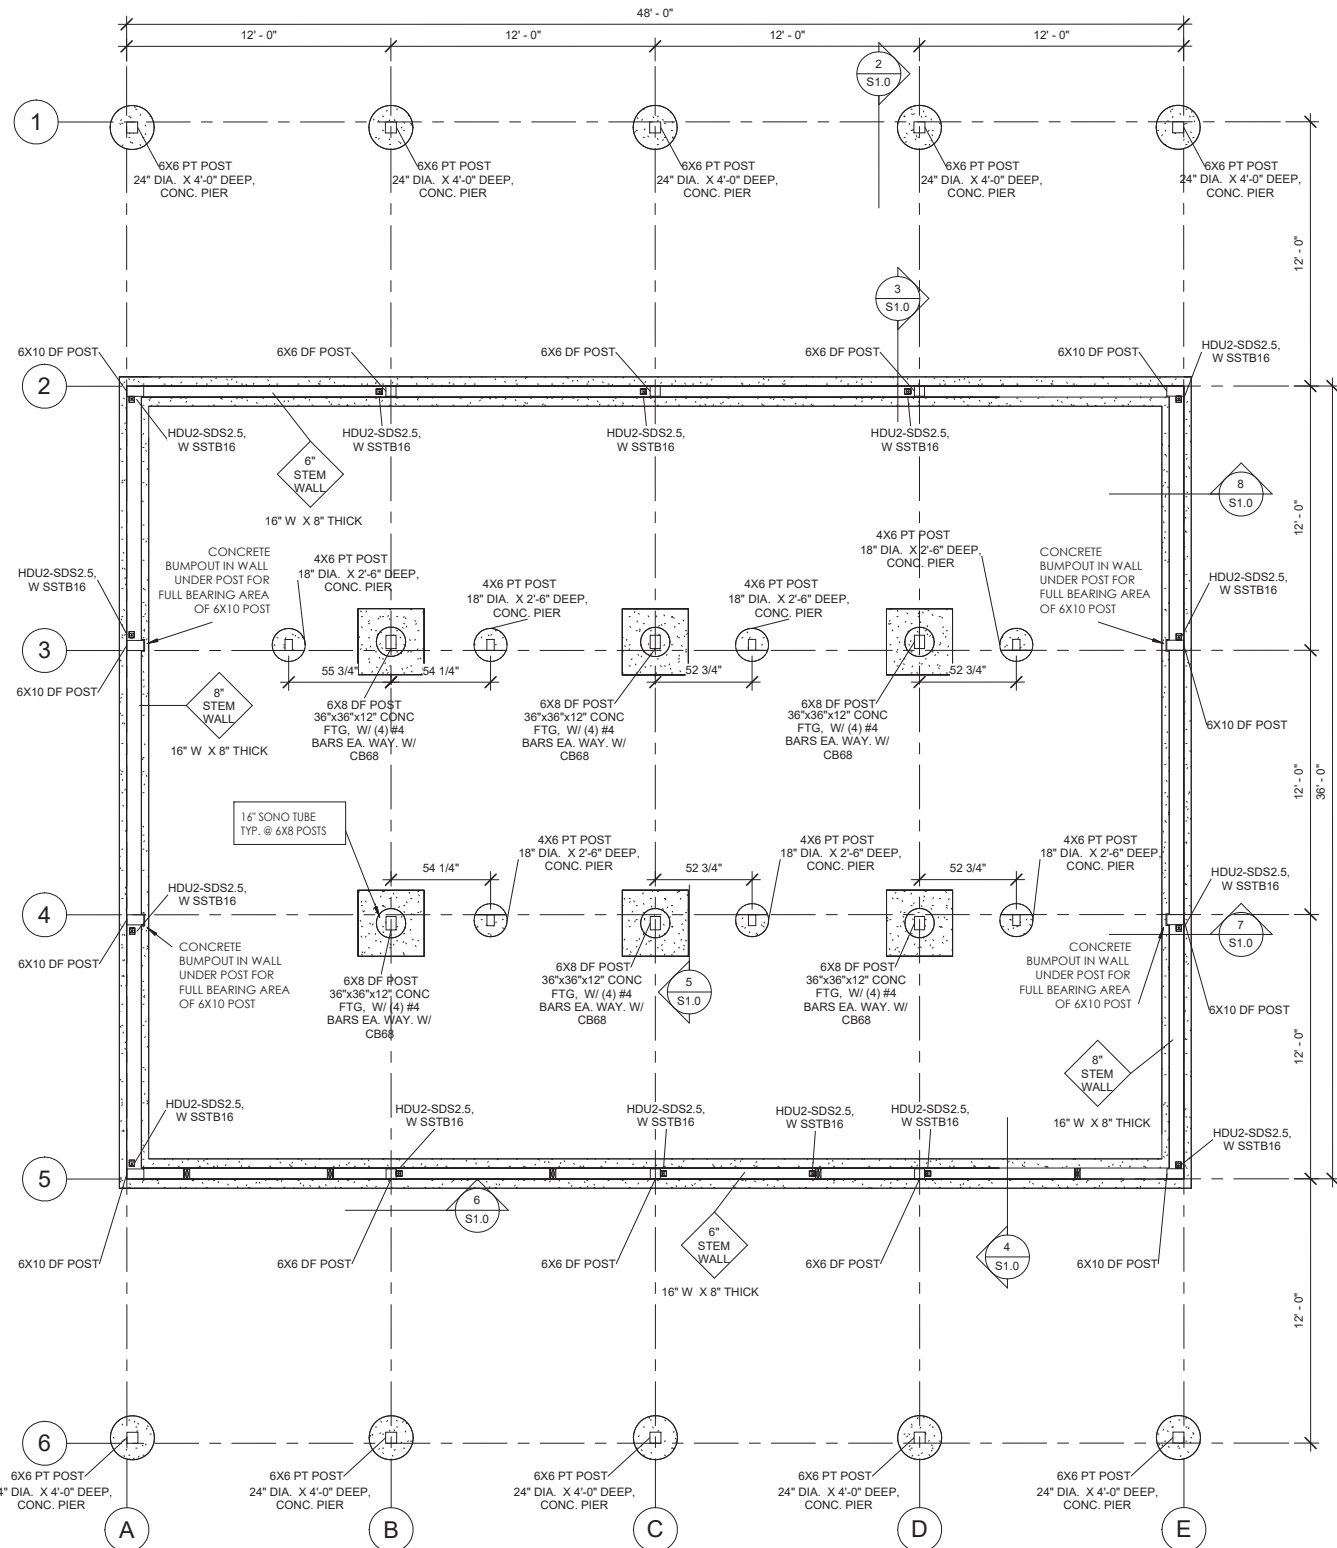 48' - 0"
12' - 0"
12' - 0"
12' - 0"
12' - 0"
2
S1.0
1
6X6 PT POST
24" DIA. X 4'-0" DEEP,
CONC. PIER
6X6 PT POST
24" DIA. X 4'-0" DEEP,
CONC. PIER
6X6 PT POST
24" DIA. X 4'-0" DEEP,
CONC. PIER
6X6 PT POST
24" DIA. X 4'-0" DEEP,
CONC. PIER
6X6 PT POST
24" DIA. X 4'-0" DEEP,
CONC. PIER
12' - 0"
3
S1.0
6X10 DF POST
6X6 DF POST
6X6 DF POST
6X6 DF POST
6X10 DF POST
HDU2-SDS2.5,
W SSTB16
2
HDU2-SDS2.5,
W SSTB16
HDU2-SDS2.5,
W SSTB16
HDU2-SDS2.5,
W SSTB16
HDU2-SDS2.5,
W SSTB16
6"
STEM
WALL
16" W X 8" THICK
8
S1.0
12' - 0"
HDU2-SDS2.5,
W SSTB16
CONCRETE
BUMPOUT IN WALL
UNDER POST FOR
FULL BEARING AREA
OF 6X10 POST
4X6 PT POST
18" DIA. X 2'-6" DEEP,
CONC. PIER
4X6 PT POST
18" DIA. X 2'-6" DEEP,
CONC. PIER
4X6 PT POST
18" DIA. X 2'-6" DEEP,
CONC. PIER
4X6 PT POST
18" DIA. X 2'-6" DEEP,
CONC. PIER
CONCRETE
BUMPOUT IN WALL
UNDER POST FOR
FULL BEARING AREA
OF 6X10 POST
HDU2-SDS2.5,
W SSTB16
3
55 3/4"
54 1/4"
52 3/4"
52 3/4"
6X10 DF POST
8"
STEM
WALL
16" W X 8" THICK
6X8 DF POST
36"x36"x12" CONC
FTG, W/ (4) #4
BARS EA. WAY. W/
CB68
6X8 DF POST
36"x36"x12" CONC
FTG, W/ (4) #4
BARS EA. WAY. W/
CB68
6X8 DF POST
36"x36"x12" CONC
FTG, W/ (4) #4
BARS EA. WAY. W/
CB68
6X10 DF POST
12' - 0"
36' - 0"
16" SONO TUBE
TYP. @ 6X8 POSTS
54 1/4"
4X6 PT POST
18" DIA. X 2'-6" DEEP,
CONC. PIER
52 3/4"
4X6 PT POST
18" DIA. X 2'-6" DEEP,
CONC. PIER
52 3/4"
4X6 PT POST
18" DIA. X 2'-6" DEEP,
CONC. PIER
HDU2-SDS2.5,
W SSTB16
HDU2-SDS2.5,
W SSTB16
4
7
S1.0
6X10 DF POST
CONCRETE
BUMPOUT IN WALL
UNDER POST FOR
FULL BEARING AREA
OF 6X10 POST
6X8 DF POST
36"x36"x12" CONC
FTG, W/ (4) #4
BARS EA. WAY. W/
CB68
6X8 DF POST
36"x36"x12" CONC
FTG, W/ (4) #4
BARS EA. WAY. W/
CB68
5
S1.0
6X8 DF POST
36"x36"x12" CONC
FTG, W/ (4) #4
BARS EA. WAY. W/
CB68
CONCRETE
BUMPOUT IN WALL
UNDER POST FOR
FULL BEARING AREA
OF 6X10 POST
6X10 DF POST
12' - 0"
8"
STEM
WALL
16" W X 8" THICK
HDU2-SDS2.5,
W SSTB16
HDU2-SDS2.5,
W SSTB16
HDU2-SDS2.5,
W SSTB16
HDU2-SDS2.5,
W SSTB16
HDU2-SDS2.5,
W SSTB16
HDU2-SDS2.5,
W SSTB16
5
6
S1.0
6"
STEM
WALL
16" W X 8" THICK
4
S1.0
6X10 DF POST
6X6 DF POST
6X6 DF POST
6X6 DF POST
6X10 DF POST
12' - 0"
6
6X6 PT POST
4" DIA. X 4'-0" DEEP,
CONC. PIER
6X6 PT POST
24" DIA. X 4'-0" DEEP,
CONC. PIER
6X6 PT POST
24" DIA. X 4'-0" DEEP,
CONC. PIER
6X6 PT POST
24" DIA. X 4'-0" DEEP,
CONC. PIER
6X6 PT POST
24" DIA. X 4'-0" DEEP,
CONC. PIER
A
B
C
D
E